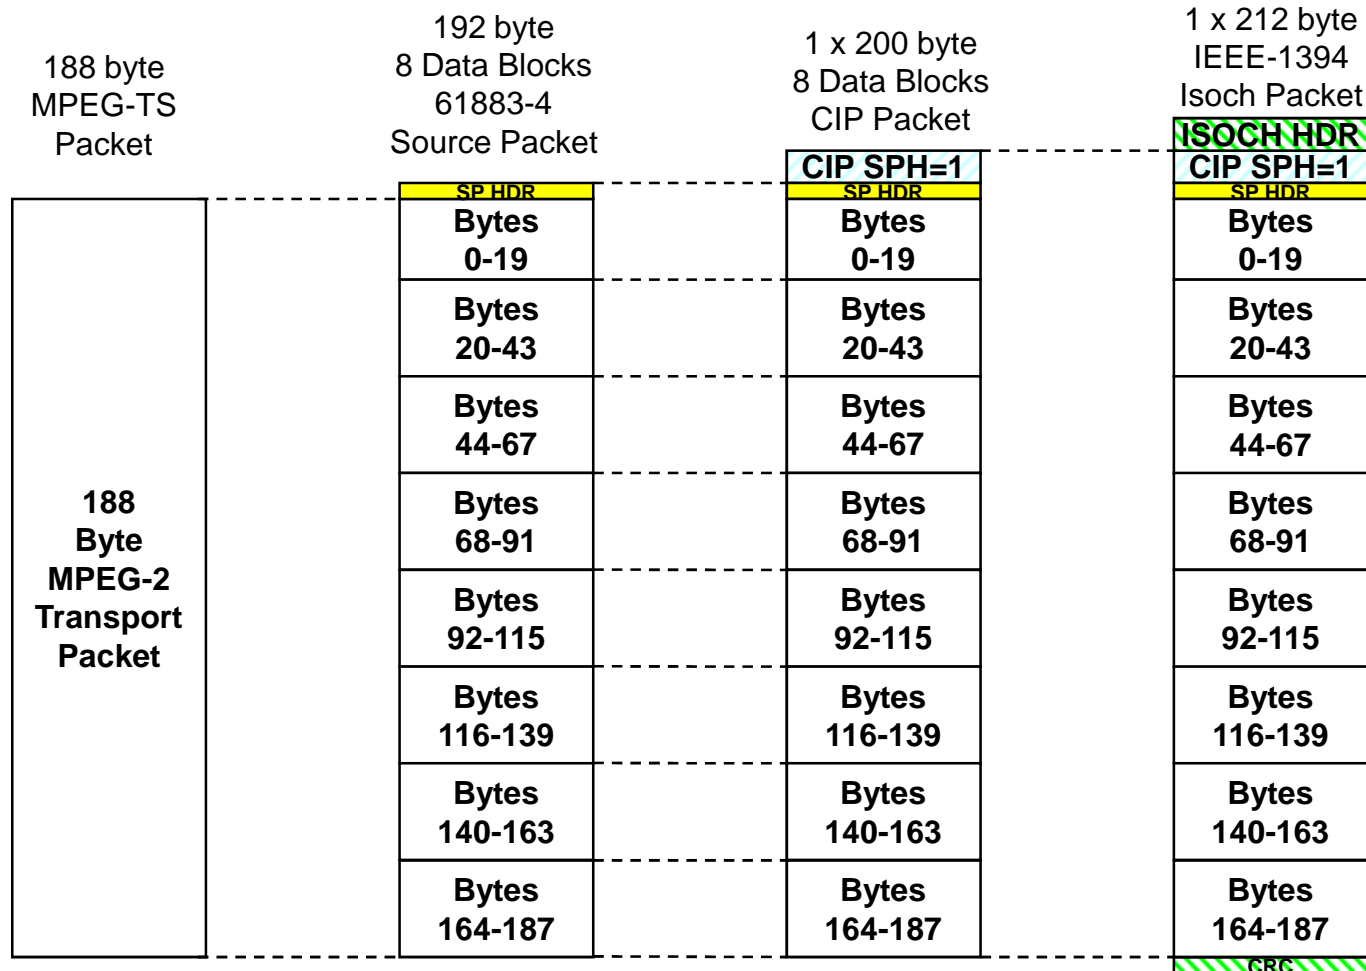 188 byte
MPEG-TS
Packet
188
Byte
MPEG-2
Transport
Packet
192 byte
8 Data Blocks
61883-4
Source Packet
SP HDR
Bytes
0-19
Bytes
20-43
Bytes
44-67
Bytes
68-91
Bytes
92-115
Bytes
116-139
Bytes
140-163
Bytes
164-187
1 x 200 byte
8 Data Blocks
CIP Packet
CIP SPH=1
SP HDR
Bytes
0-19
Bytes
20-43
Bytes
44-67
Bytes
68-91
Bytes
92-115
Bytes
116-139
Bytes
140-163
Bytes
164-187
1 x 212 byte
IEEE-1394
Isoch Packet
ISOCH HDR
CIP SPH=1
SP HDR
Bytes
0-19
Bytes
20-43
Bytes
44-67
Bytes
68-91
Bytes
92-115
Bytes
116-139
Bytes
140-163
Bytes
164-187
CRC